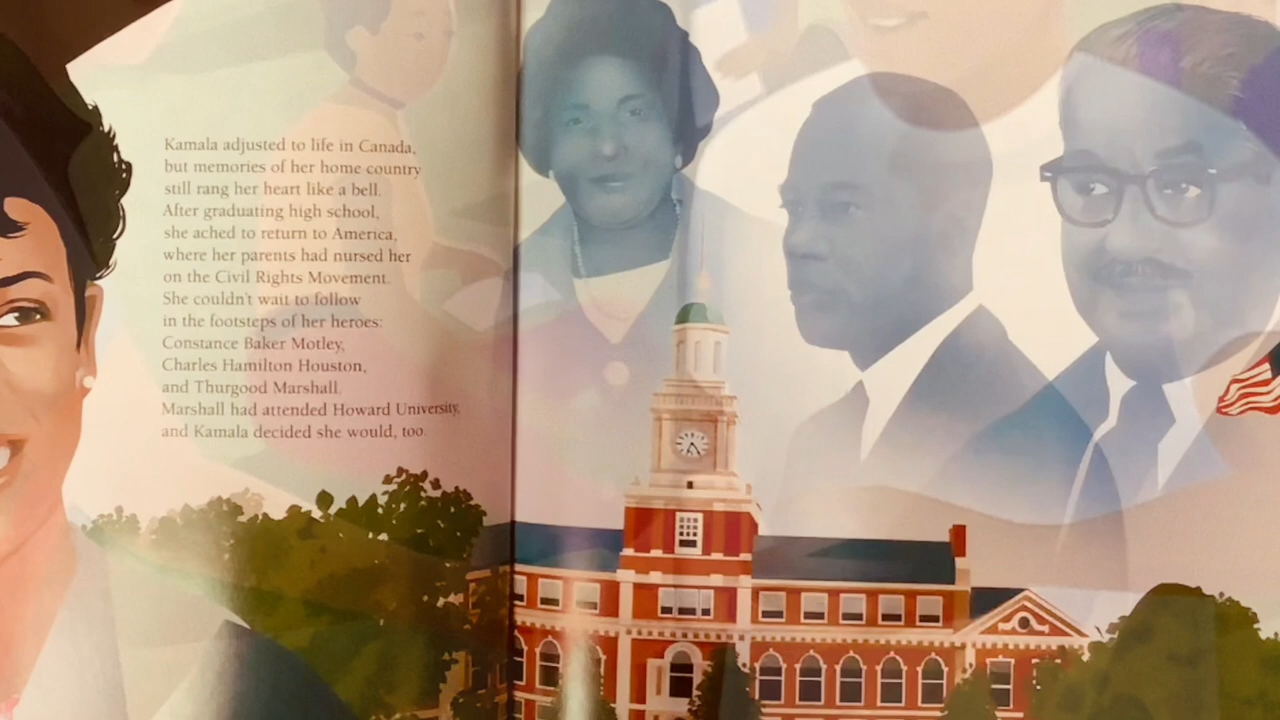 Kamala adjusted to life in Canada,
but memories of her home country
still rang her heart like a bell.
After graduating high school,
she ached to return to America,
where her parents had nursed her
on the Civil Rights Movement.
She couldn't wait to follow
in the footsteps of her heroes:
Constance Baker Motley,
Charles Hamilton Houston,
and Thurgood Marshall.
Marshall had attended Howard University,
and Kamala decided she would, too.